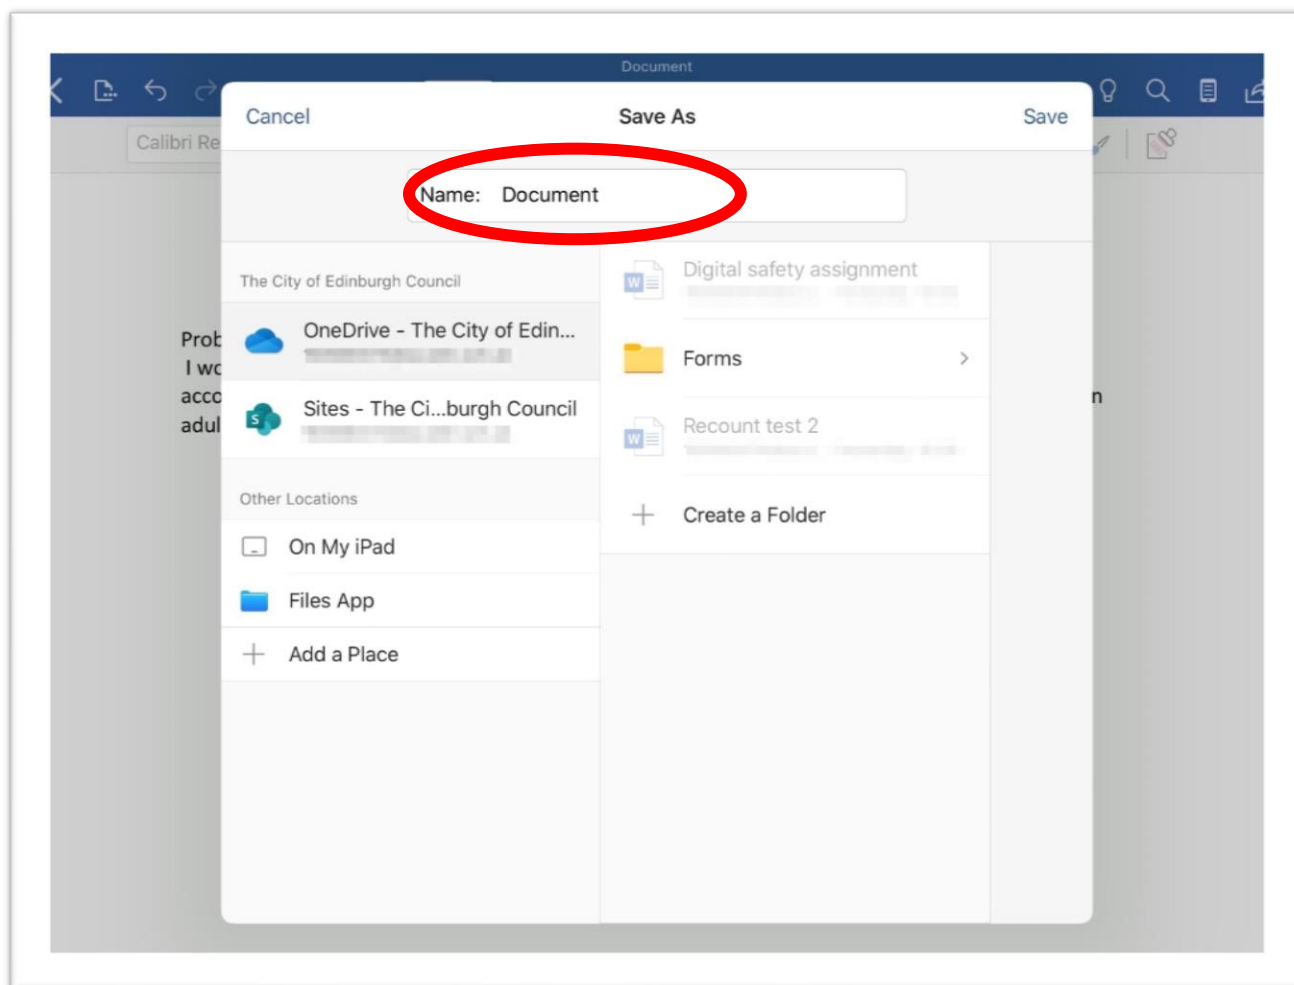 Document
Calibri Re
Cancel
Save As
Save
Name: Document
The City of Edinburgh Council
OneDrive - The City of Edin...
Sites - The Ci...burgh Council
Other Locations
On My iPad
Files App
Add a Place
Digital safety assignment
Forms
Recount test 2
Create a Folder
Prob
I wo
acco
adul
n